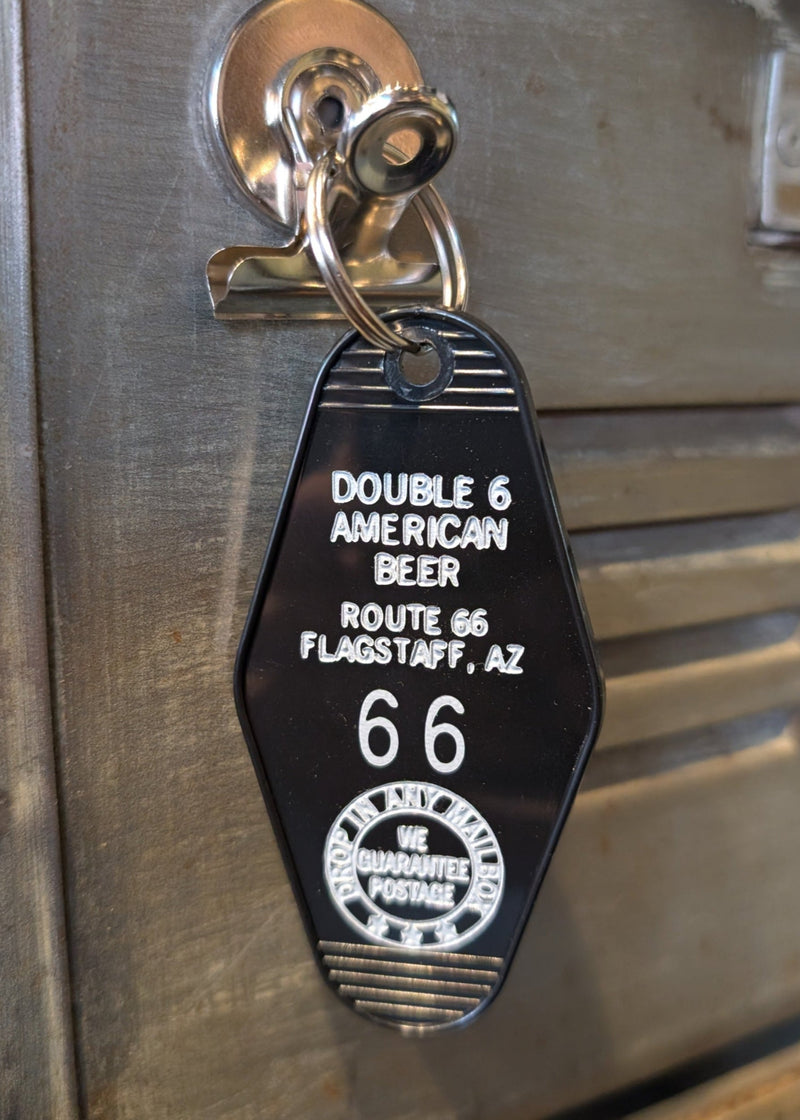 DOUBLE 6
AMERICAN
BEER
ROUTE 66
FLAGSTAFF, AZ
66
DROP IN ANY MAIL BOX
WE
GUARANTEE
POSTAGE